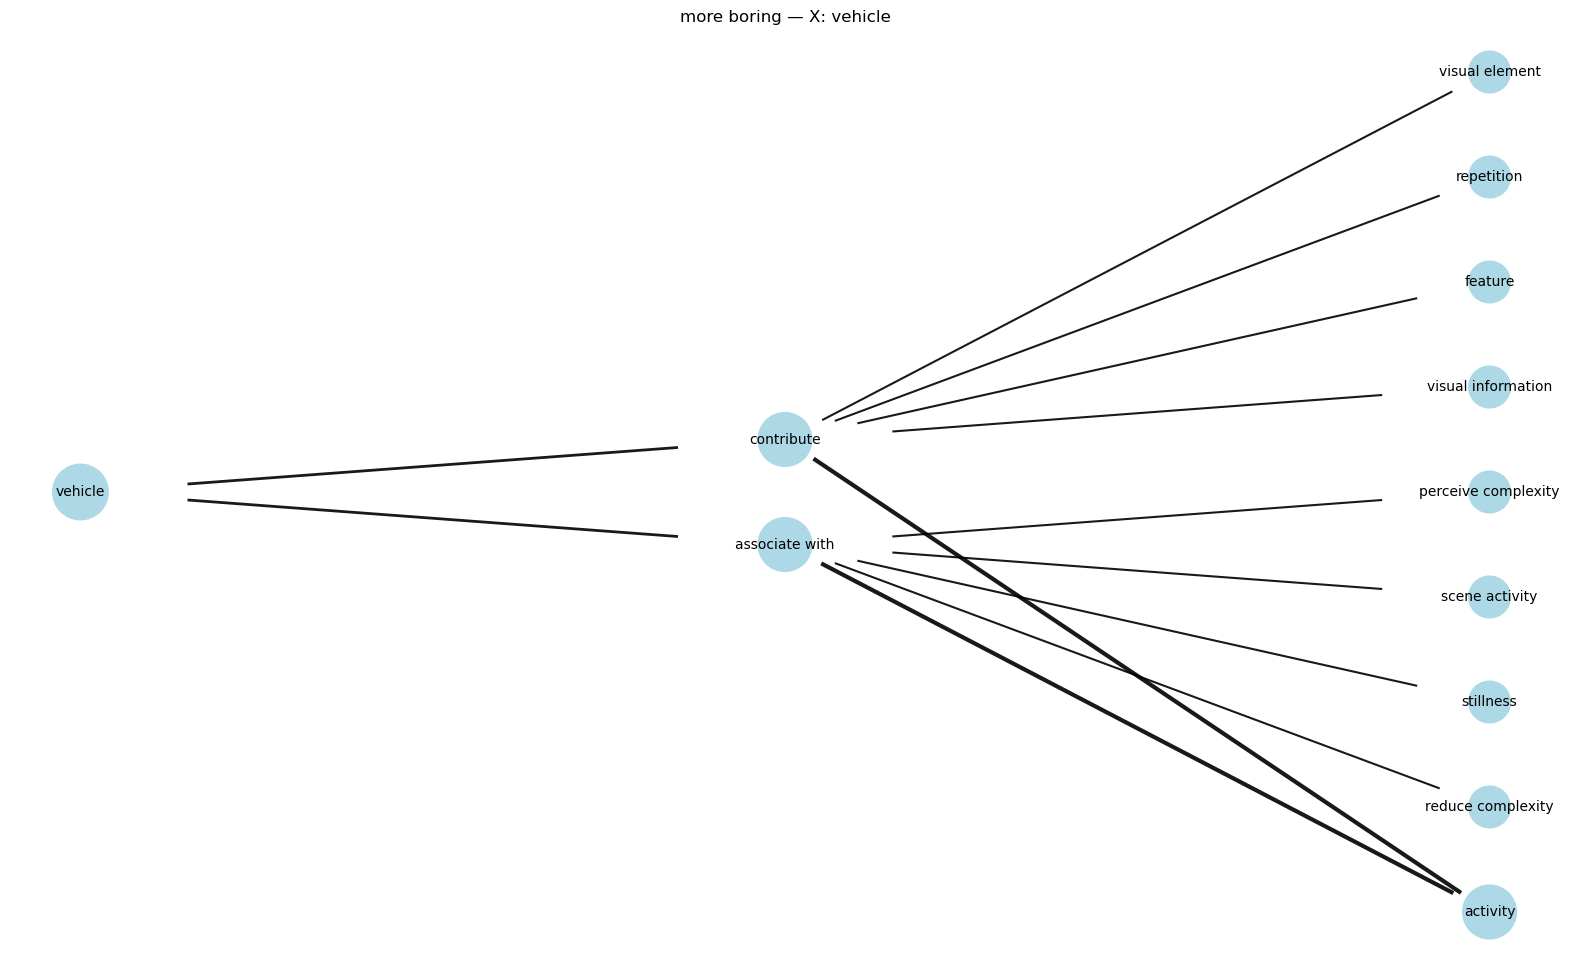 more boring — X: vehicle
visual element
repetition
feature
visual information
contribute
vehicle
perceive complexity
associate with
scene activity
stillness
reduce complexity
activity